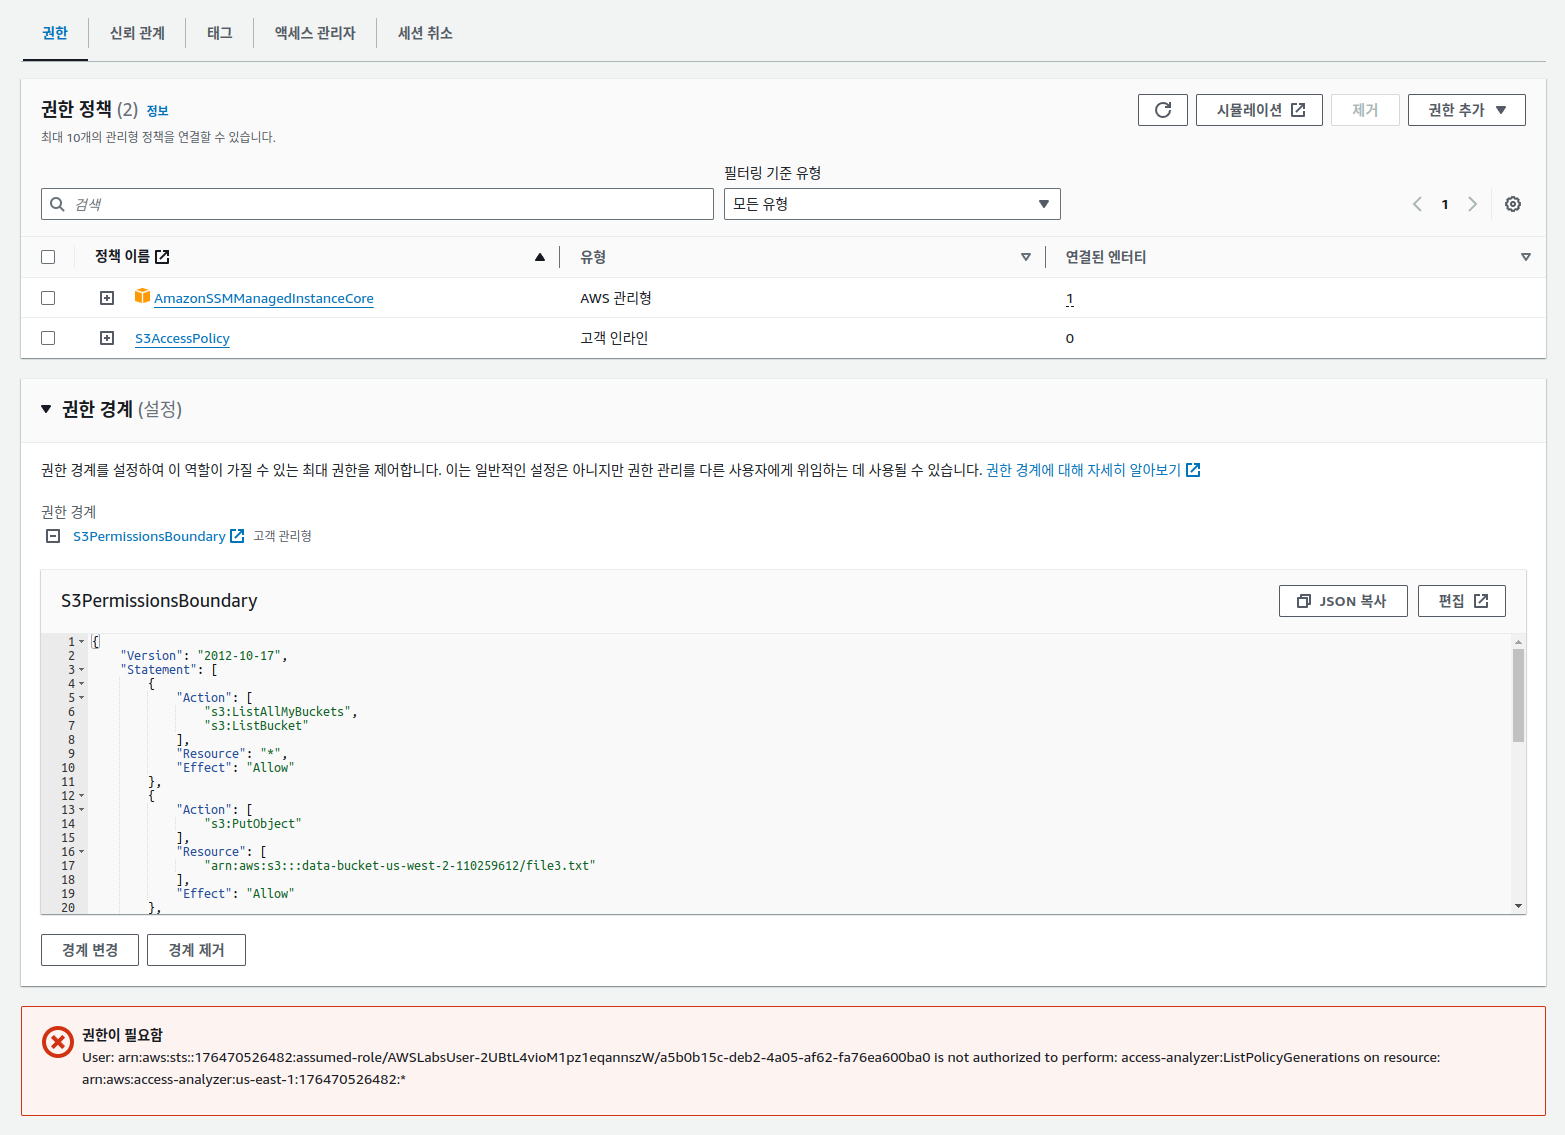 권한
신뢰 관계
태그
액세스 관리자
세션 취소
권한 정책 (2) 정보
최대 10개의 관리형 정책을 연결할 수 있습니다.
시뮬레이션
제거
권한 추가
필터링 기준 유형
검색
모든 유형
1
정책 이름
유형
연결된 엔터티
AmazonSSMManagedInstanceCore
AWS 관리형
1
S3AccessPolicy
고객 인라인
0
권한 경계 (설정)
권한 경계를 설정하여 이 역할이 가질 수 있는 최대 권한을 제어합니다. 이는 일반적인 설정은 아니지만 권한 관리를 다른 사용자에게 위임하는 데 사용될 수 있습니다. 권한 경계에 대해 자세히 알아보기
권한 경계
S3PermissionsBoundary 고객 관리형
S3PermissionsBoundary
JSON 복사
편집
1 {
2 "Version": "2012-10-17",
3 "Statement": [
4 {
5 "Action": [
6 "s3:ListAllMyBuckets",
7 "s3:ListBucket"
8 ],
9 "Resource": "*",
10 "Effect": "Allow"
11 },
12 {
13 "Action": [
14 "s3:PutObject"
15 ],
16 "Resource": [
17 "arn:aws:s3:::data-bucket-us-west-2-110259612/file3.txt"
18 ],
19 "Effect": "Allow"
20 },
경계 변경
경계 제거
권한이 필요함
User: arn:aws:sts::176470526482:assumed-role/AWSLabsUser-2UBtL4vioM1pz1eqannszW/a5b0b15c-deb2-4a05-af62-fa76ea600ba0 is not authorized to perform: access-analyzer:ListPolicyGenerations on resource:
arn:aws:access-analyzer:us-east-1:176470526482:*